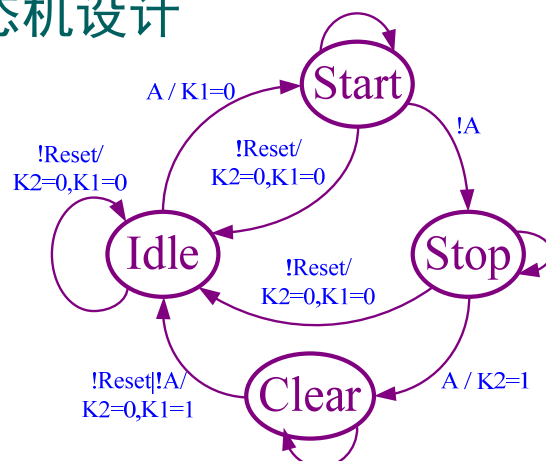 态机设计
Start
A / K1=0
!A
!Reset/
K2=0,K1=0
!Reset/
K2=0,K1=0
Idle
Stop
!Reset/
K2=0,K1=0
!Reset|!A/
K2=0,K1=1
Clear
A / K2=1